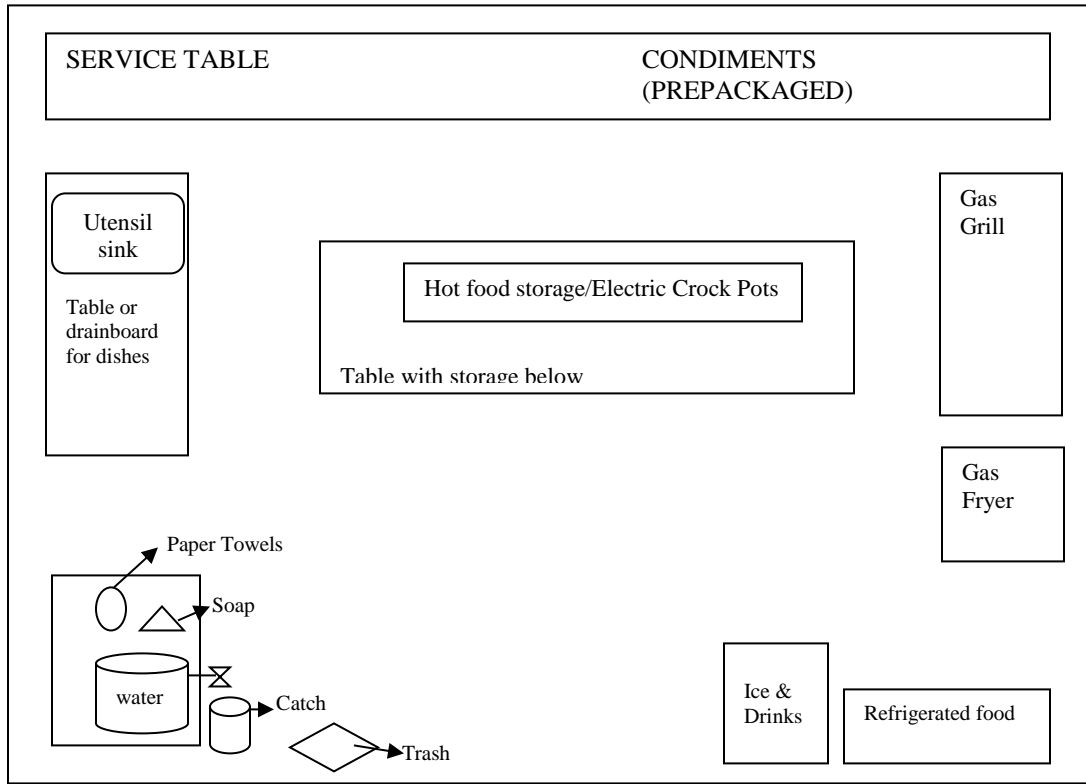 SERVICE TABLE
CONDIMENTS
(PREPACKAGED)
Utensil
sink
Table or
drainboard
for dishes
Hot food storage/Electric Crock Pots
Table with storage below
Gas
Grill
Gas
Fryer
Paper Towels
Soap
water
Catch
Trash
Ice &
Drinks
Refrigerated food